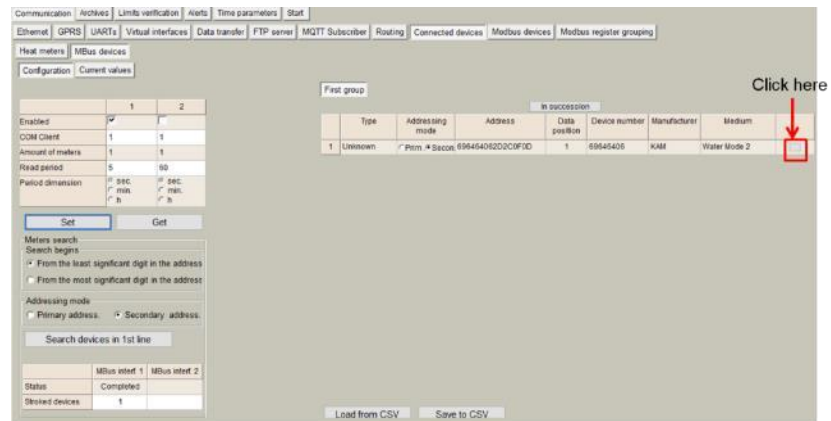 Communication Archives Limits verification Alerts Time parameters Start
Ethernet GPRS UARTs Virtual interfaces Data transfer FTP server MQTT Subscriber Routing Connected devices Modbus devices Modbus register grouping
Heat meters MBus devices
Configuration Current values
Click here
First group
1 2
Enabled
COM Client 1 1
Amount of meters 1 1
Read period 5 60
Period dimension sec. sec.
min. min.
h h
Set Get
Meters search
Search begins
From the least significant digit in the address
From the most significant digit in the address
Addressing mode
Primary address. Secondary address.
Search devices in 1st line
MBus interf. 1 MBus interf. 2
Status Completed
Stroked devices 1
In succession
Type Addressing mode Address Data position Device number Manufacturer Medium
1 Unknown Prim. Secon 696464062D2C0F0D 1 69646406 KAM Water Mode 2
Load from CSV Save to CSV